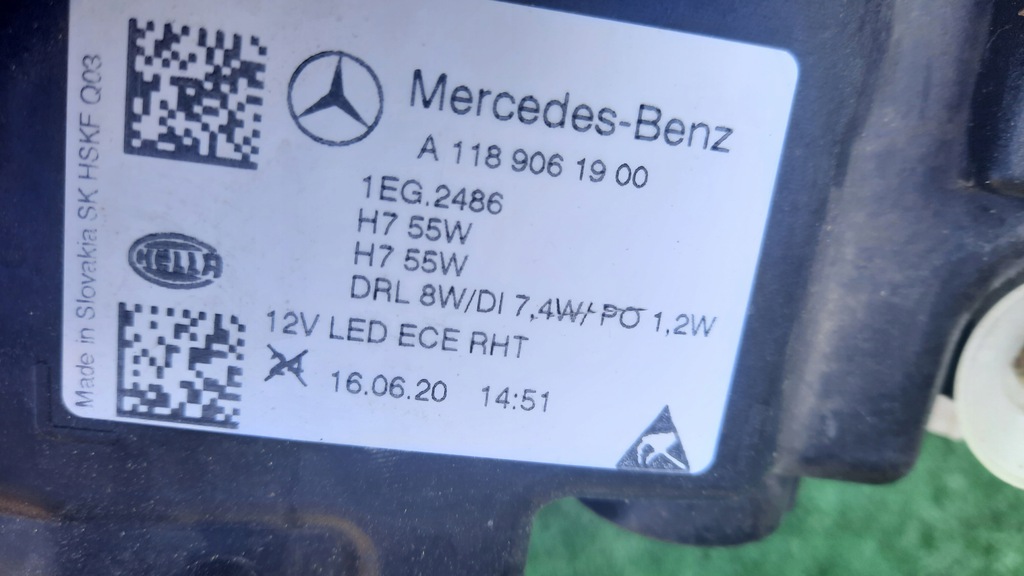 Made in Slovakia SK HSKF Q03
Mercedes-Benz
A 118 906 19 00
1EG.2486
H7 55W
H7 55W
DRL 8W/DI 7,4W/ PO 1,2W
HELLA
12V LED ECE RHT
24 16.06.20 14:51